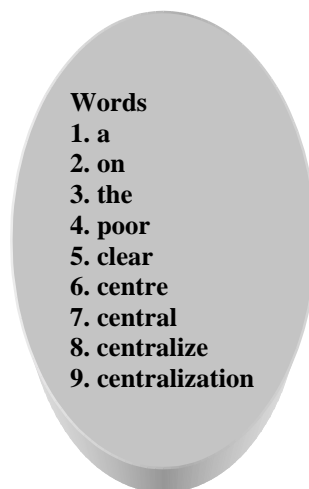 Words
1. a
2. on
3. the
4. poor
5. clear
6. centre
7. central
8. centralize
9. centralization